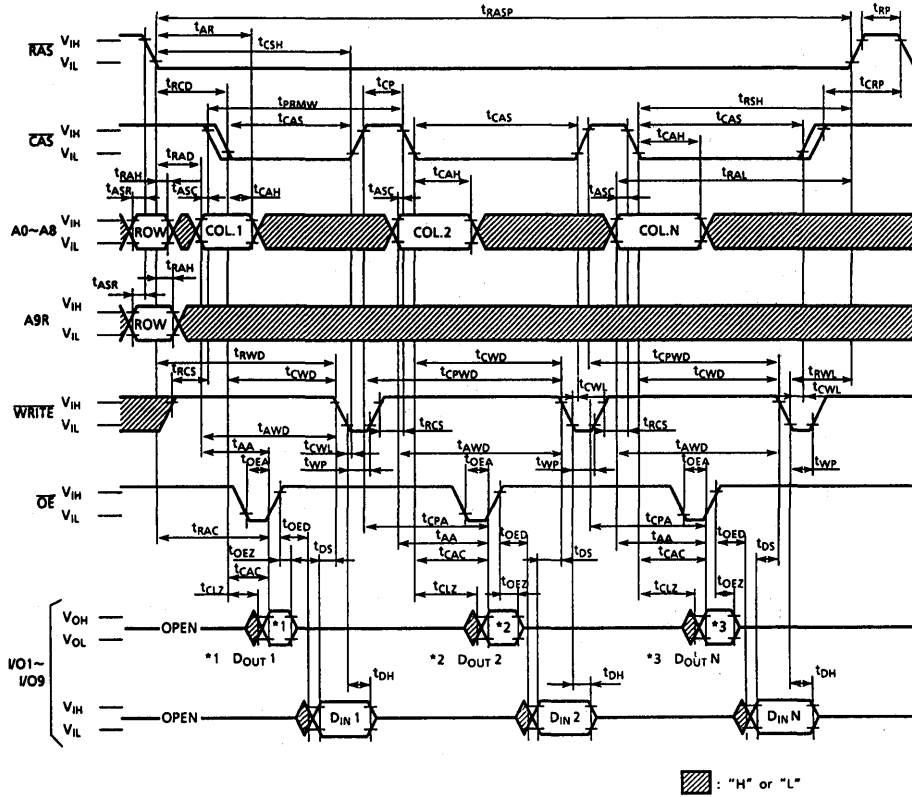 tRASP tRP
tAR
tCSH
RAS VIH
VIL
tRCD tCP tCRP
tPRMW tRSH
tCAS tCAS tCAS
CAS VIH
VIL
tCAH
tRAD
tRAH tCAH tRAL
tASR tASC tCAH tASC tASC
A0~A8 VIH
VIL
ROW COL.1 COL.2 COL.N
tRAH
tASR
A9R VIH
VIL
ROW
tRWD tCWD tCPWD
tRCS tCWD tCPWD tCWD tRWL
tCWL tCWL
WRITE VIH
VIL
tRCS tRCS
tAWD tCWL tAWD tAWD
tAA tWP tWP tWP
tOEA tOEA tOEA
OE VIH
VIL
tRAC tOED tCPA tOED tCPA tOED
tOEZ tDS tAA tDS tAA tDS
tCAC tCAC tOEZ tCAC tOEZ
tCLZ tCLZ tCLZ
VOH
VOL
OPEN *1 *2 *3
*1 DOUT 1 *2 DOUT 2 *3 DOUT N
I/O1~
I/O9
tDH tDH tDH
VIH
VIL
OPEN DIN 1 DIN 2 DIN N
: "H" or "L"